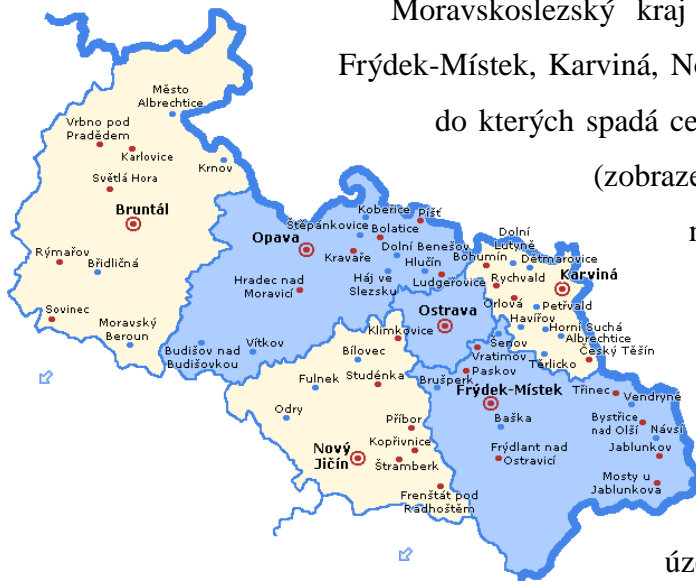 Moravskoslezský kraj
Frýdek-Místek, Karviná,
do kterých spadá
(zobraze
Město
Albrechtice
Vrbno pod
Pradědem
Karlovice
Krnov
Světlá Hora
Bruntál
Rýmařov
Břidličná
Sovinec
Moravský
Beroun
Opava
Štěpánkovice
Kobeřice
Píšť
Bolatice
Kravaře
Dolní Benešov
Hlučín
Háj ve
Slezsku
Ludgeřovice
Hradec nad
Moravicí
Budišov nad
Budišovkou
Vítkov
Ostrava
Klimkovice
Dolní
Lutyně
Dětmarovice
Bohumín
Karviná
Rychvald
Orlová
Petřvald
Havířov
Horní Suchá
Albrechtice
Šenov
Český Těšín
Těrlicko
Vratimov
Paskov
Brušperk
Frýdek-Místek
Baška
Frýdlant nad
Ostravicí
Třinec
Vendryně
Bystřice
nad Olší
Návsí
Jablunkov
Mosty u
Jablunkova
Bílovec
Fulnek
Studénka
Odry
Příbor
Nový
Jičín
Kopřivnice
Štramberk
Frenštát pod
Radhoštěm